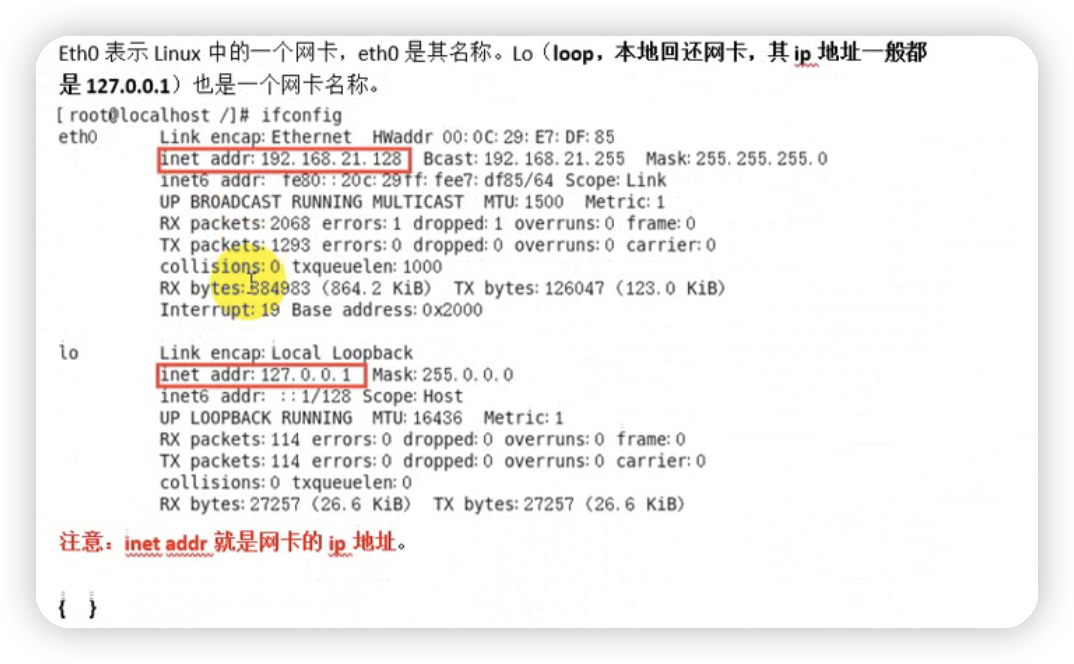 Eth0 表示 Linux 中的一个网卡，eth0 是其名称。Lo（loop，本地回还网卡，其 ip 地址一般都
是 127.0.0.1）也是一个网卡名称。
[root@localhost /]# ifconfig
eth0 Link encap:Ethernet HWaddr 00:0C:29:E7:DF:85
inet addr:192.168.21.128 Bcast:192.168.21.255 Mask:255.255.255.0
inet6 addr: fe80::20c:29ff:fee7:df85/64 Scope:Link
UP BROADCAST RUNNING MULTICAST MTU:1500 Metric:1
RX packets:2068 errors:1 dropped:1 overruns:0 frame:0
TX packets:1293 errors:0 dropped:0 overruns:0 carrier:0
collisions:0 txqueuelen:1000
RX bytes:884983 (864.2 KiB) TX bytes:126047 (123.0 KiB)
Interrupt:19 Base address:0x2000
lo Link encap:Local Loopback
inet addr:127.0.0.1 Mask:255.0.0.0
inet6 addr: ::1/128 Scope:Host
UP LOOPBACK RUNNING MTU:16436 Metric:1
RX packets:114 errors:0 dropped:0 overruns:0 frame:0
TX packets:114 errors:0 dropped:0 overruns:0 carrier:0
collisions:0 txqueuelen:0
RX bytes:27257 (26.6 KiB) TX bytes:27257 (26.6 KiB)
注意：inet addr 就是网卡的 ip 地址。
{ }